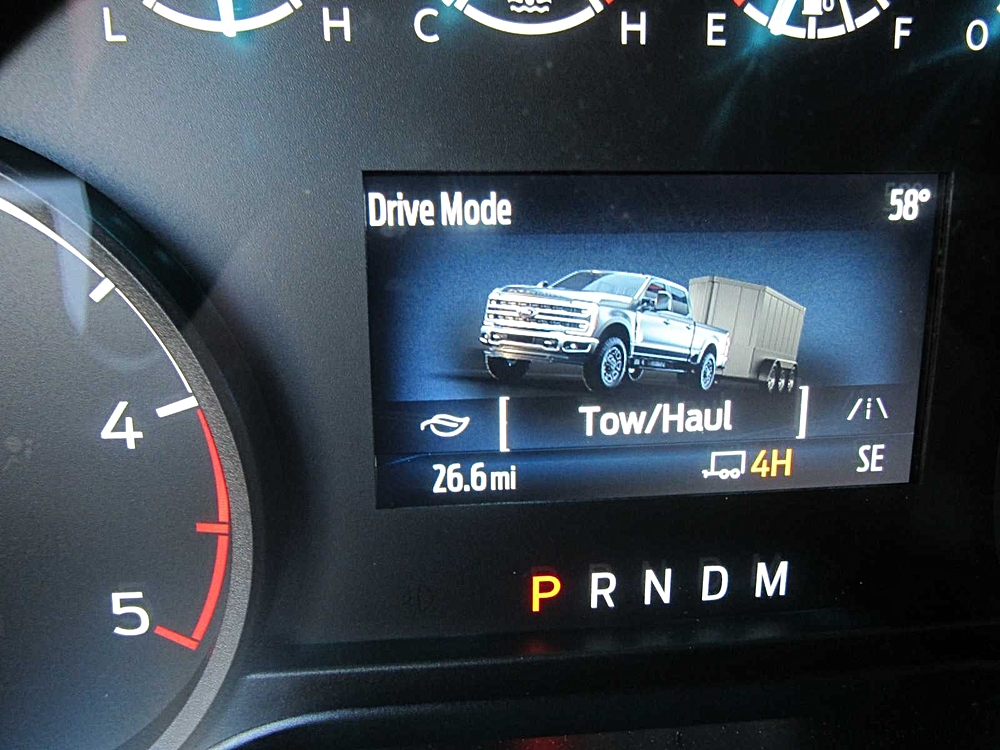 L H C H E F O
Drive Mode 58°
4
Tow/Haul
26.6 mi 4H SE
P R N D M
5